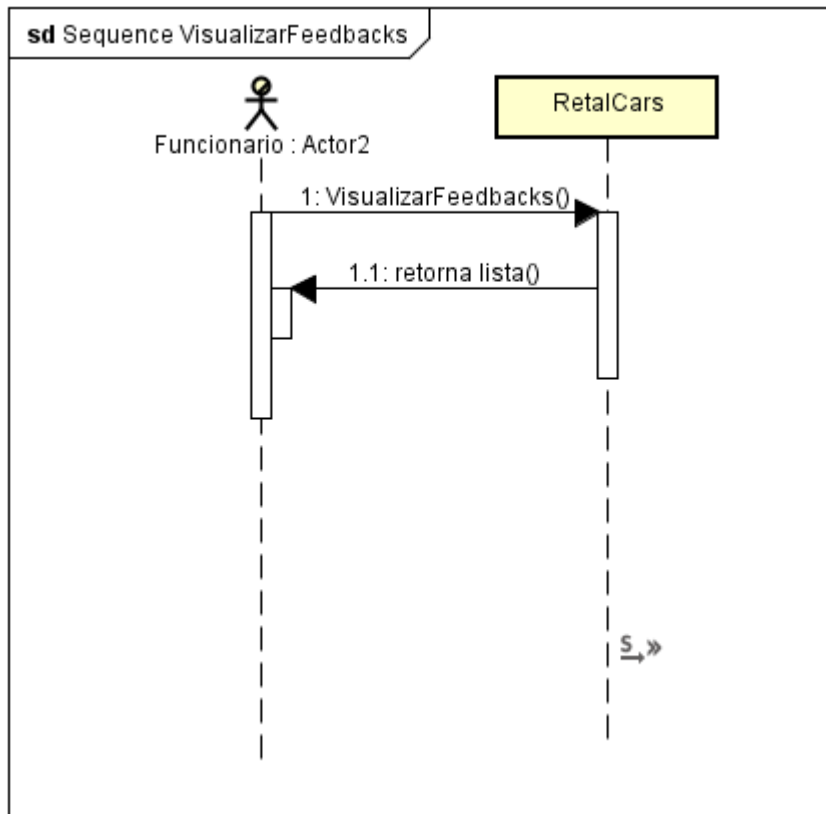 sd Sequence VisualizarFeedbacks
Funcionario : Actor2
RetalCars
1: VisualizarFeedbacks()
1.1: retorna lista()
S